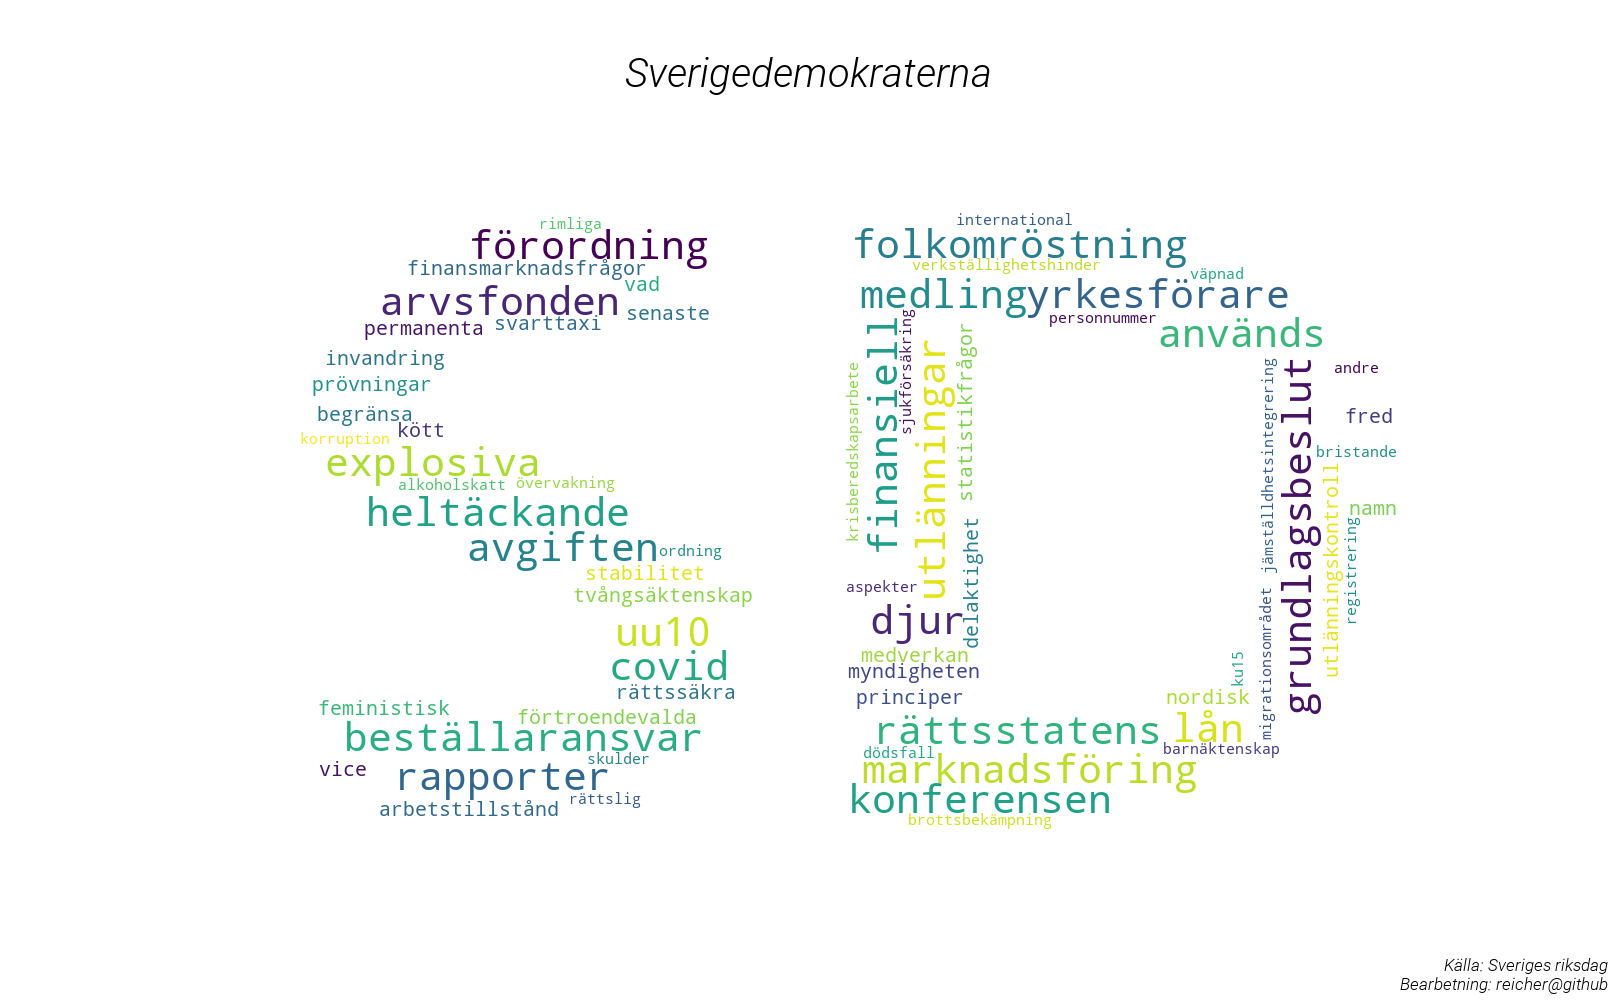 Sverigedemokraterna
rimliga
förordning
finansmarknadsfrågor
vad
arvsfonden
senaste
permanenta
svarttaxi
invandring
prövningar
begränsa
kött
korruption
explosiva
alkoholskatt
övervakning
heltäckande
avgiften
ordning
stabilitet
tvångsäktenskap
uu10
covid
rättssäkra
feministisk
förtroendevalda
beställaransvar
skulder
vice
rapporter
rättslig
arbetstillstånd
international
folkomröstning
verkställighetshinder
väpnad
medling
yrkesförare
personnummer
används
krisberedskapsarbete
finansiell
sjukförsäkring
utlänningar
statistikfrågor
delaktighet
aspekter
djur
medverkan
myndigheten
principer
jämställdhetsintegrering
grundlagsbeslut
andre
fred
bristande
utlänningskontroll
namn
registrering
migrationsområdet
ku15
nordisk
rättsstatens
lån
barnäktenskap
dödsfall
marknadsföring
konferensen
brottsbekämpning
Källa: Sveriges riksdag
Bearbetning: reicher@github